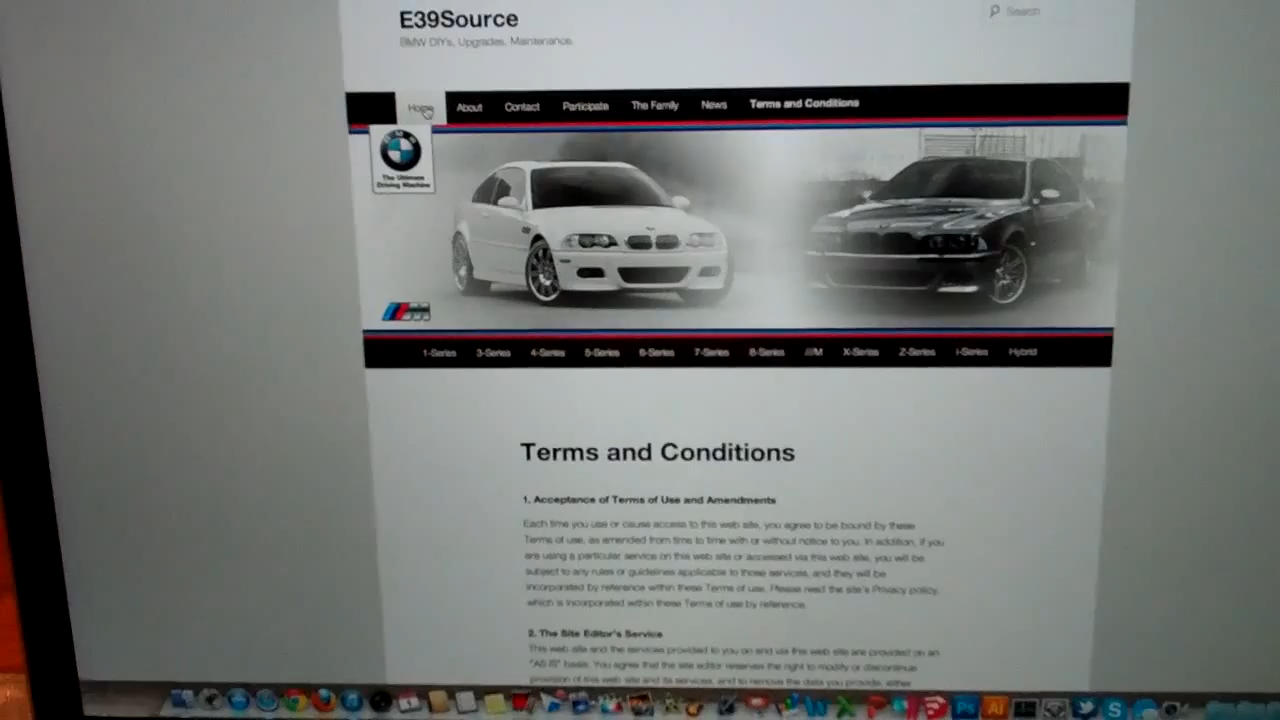 E39Source
BMW DIYs, Upgrades, Maintenance.
Search
Home About Contact Participate The Family News Terms and Conditions
BMW
The Ultimate
Driving Machine
1-Series 3-Series 4-Series 5-Series 6-Series 7-Series 8-Series ///M X-Series Z-Series i-Series Hybrid
Terms and Conditions
1. Acceptance of Terms of Use and Amendments
Each time you use or cause access to this web site, you agree to be bound by these
Terms of use, as amended from time to time with or without notice to you. In addition, if you
are using a particular service on this web site or accessed via this web site, you will be
subject to any rules or guidelines applicable to those services, and they will be
incorporated by reference within these Terms of use. Please read the site's Privacy policy,
which is incorporated within these Terms of use by reference.
2. The Site Editor's Service
This web site and the services provided to you on and via this web site are provided on an
"AS IS" basis. You agree that the site editor reserves the right to modify or discontinue
provision of this web site and its services, and to remove the data you provide, either